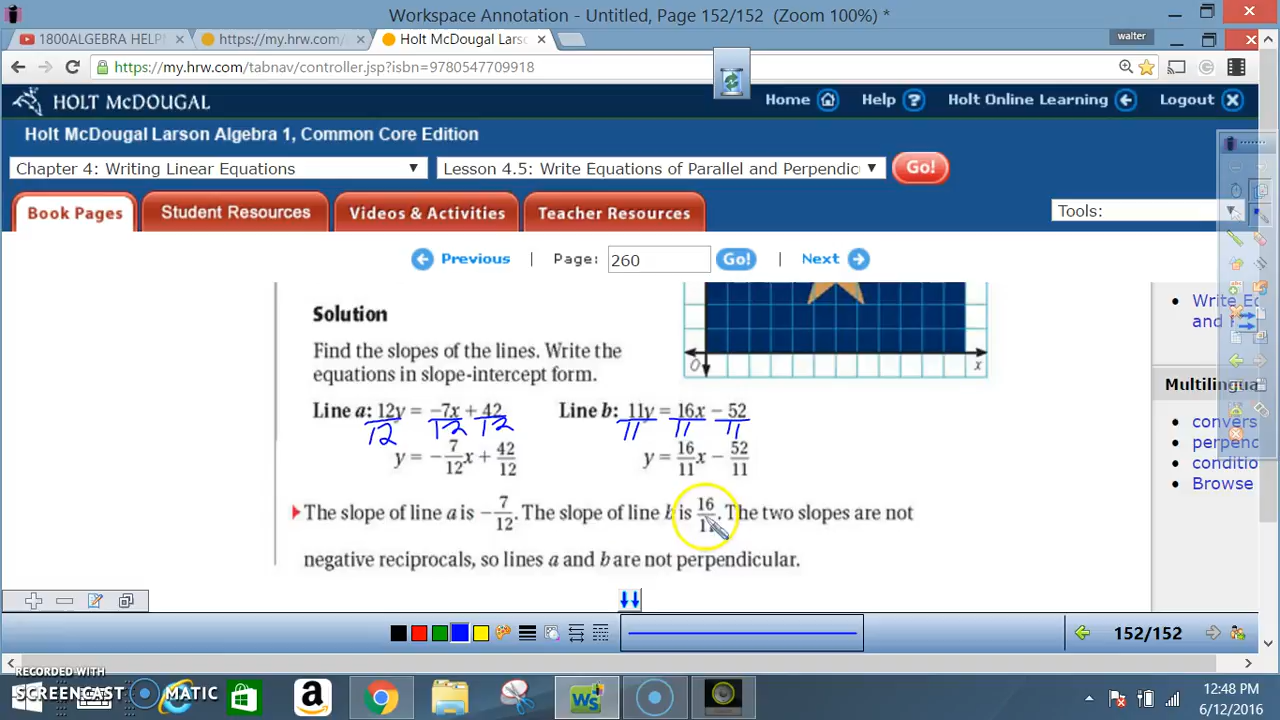 Workspace Annotation - Untitled, Page 152/152 (Zoom 100%) *
1800ALGEBRA HELP
https://my.hrw.com/
Holt McDougal Lars
walter
https://my.hrw.com/tabnav/controller.jsp?isbn=9780547709918
HOLT McDOUGAL
Home
Help ?
Holt Online Learning
Logout X
Holt McDougal Larson Algebra 1, Common Core Edition
Chapter 4: Writing Linear Equations
Lesson 4.5: Write Equations of Parallel and Perpendic
Go!
Book Pages
Student Resources
Videos & Activities
Teacher Resources
Tools:
Previous | Page: 260 Go! | Next
Solution
Find the slopes of the lines. Write the
equations in slope-intercept form.
O x
Line a: 12y = -7x + 42
12 12 12
y = -7/12x + 42/12
Line b: 11y = 16x - 52
11 11 11
y = 16/11x - 52/11
The slope of line a is -7/12. The slope of line b is 16/11. The two slopes are not
negative reciprocals, so lines a and b are not perpendicular.
Write Ec
and
Multilingua
convers
perpenc
conditio
Browse
152/152
RECORDED WITH
SCREENCAST MATIC
WS
12:48 PM
6/12/2016